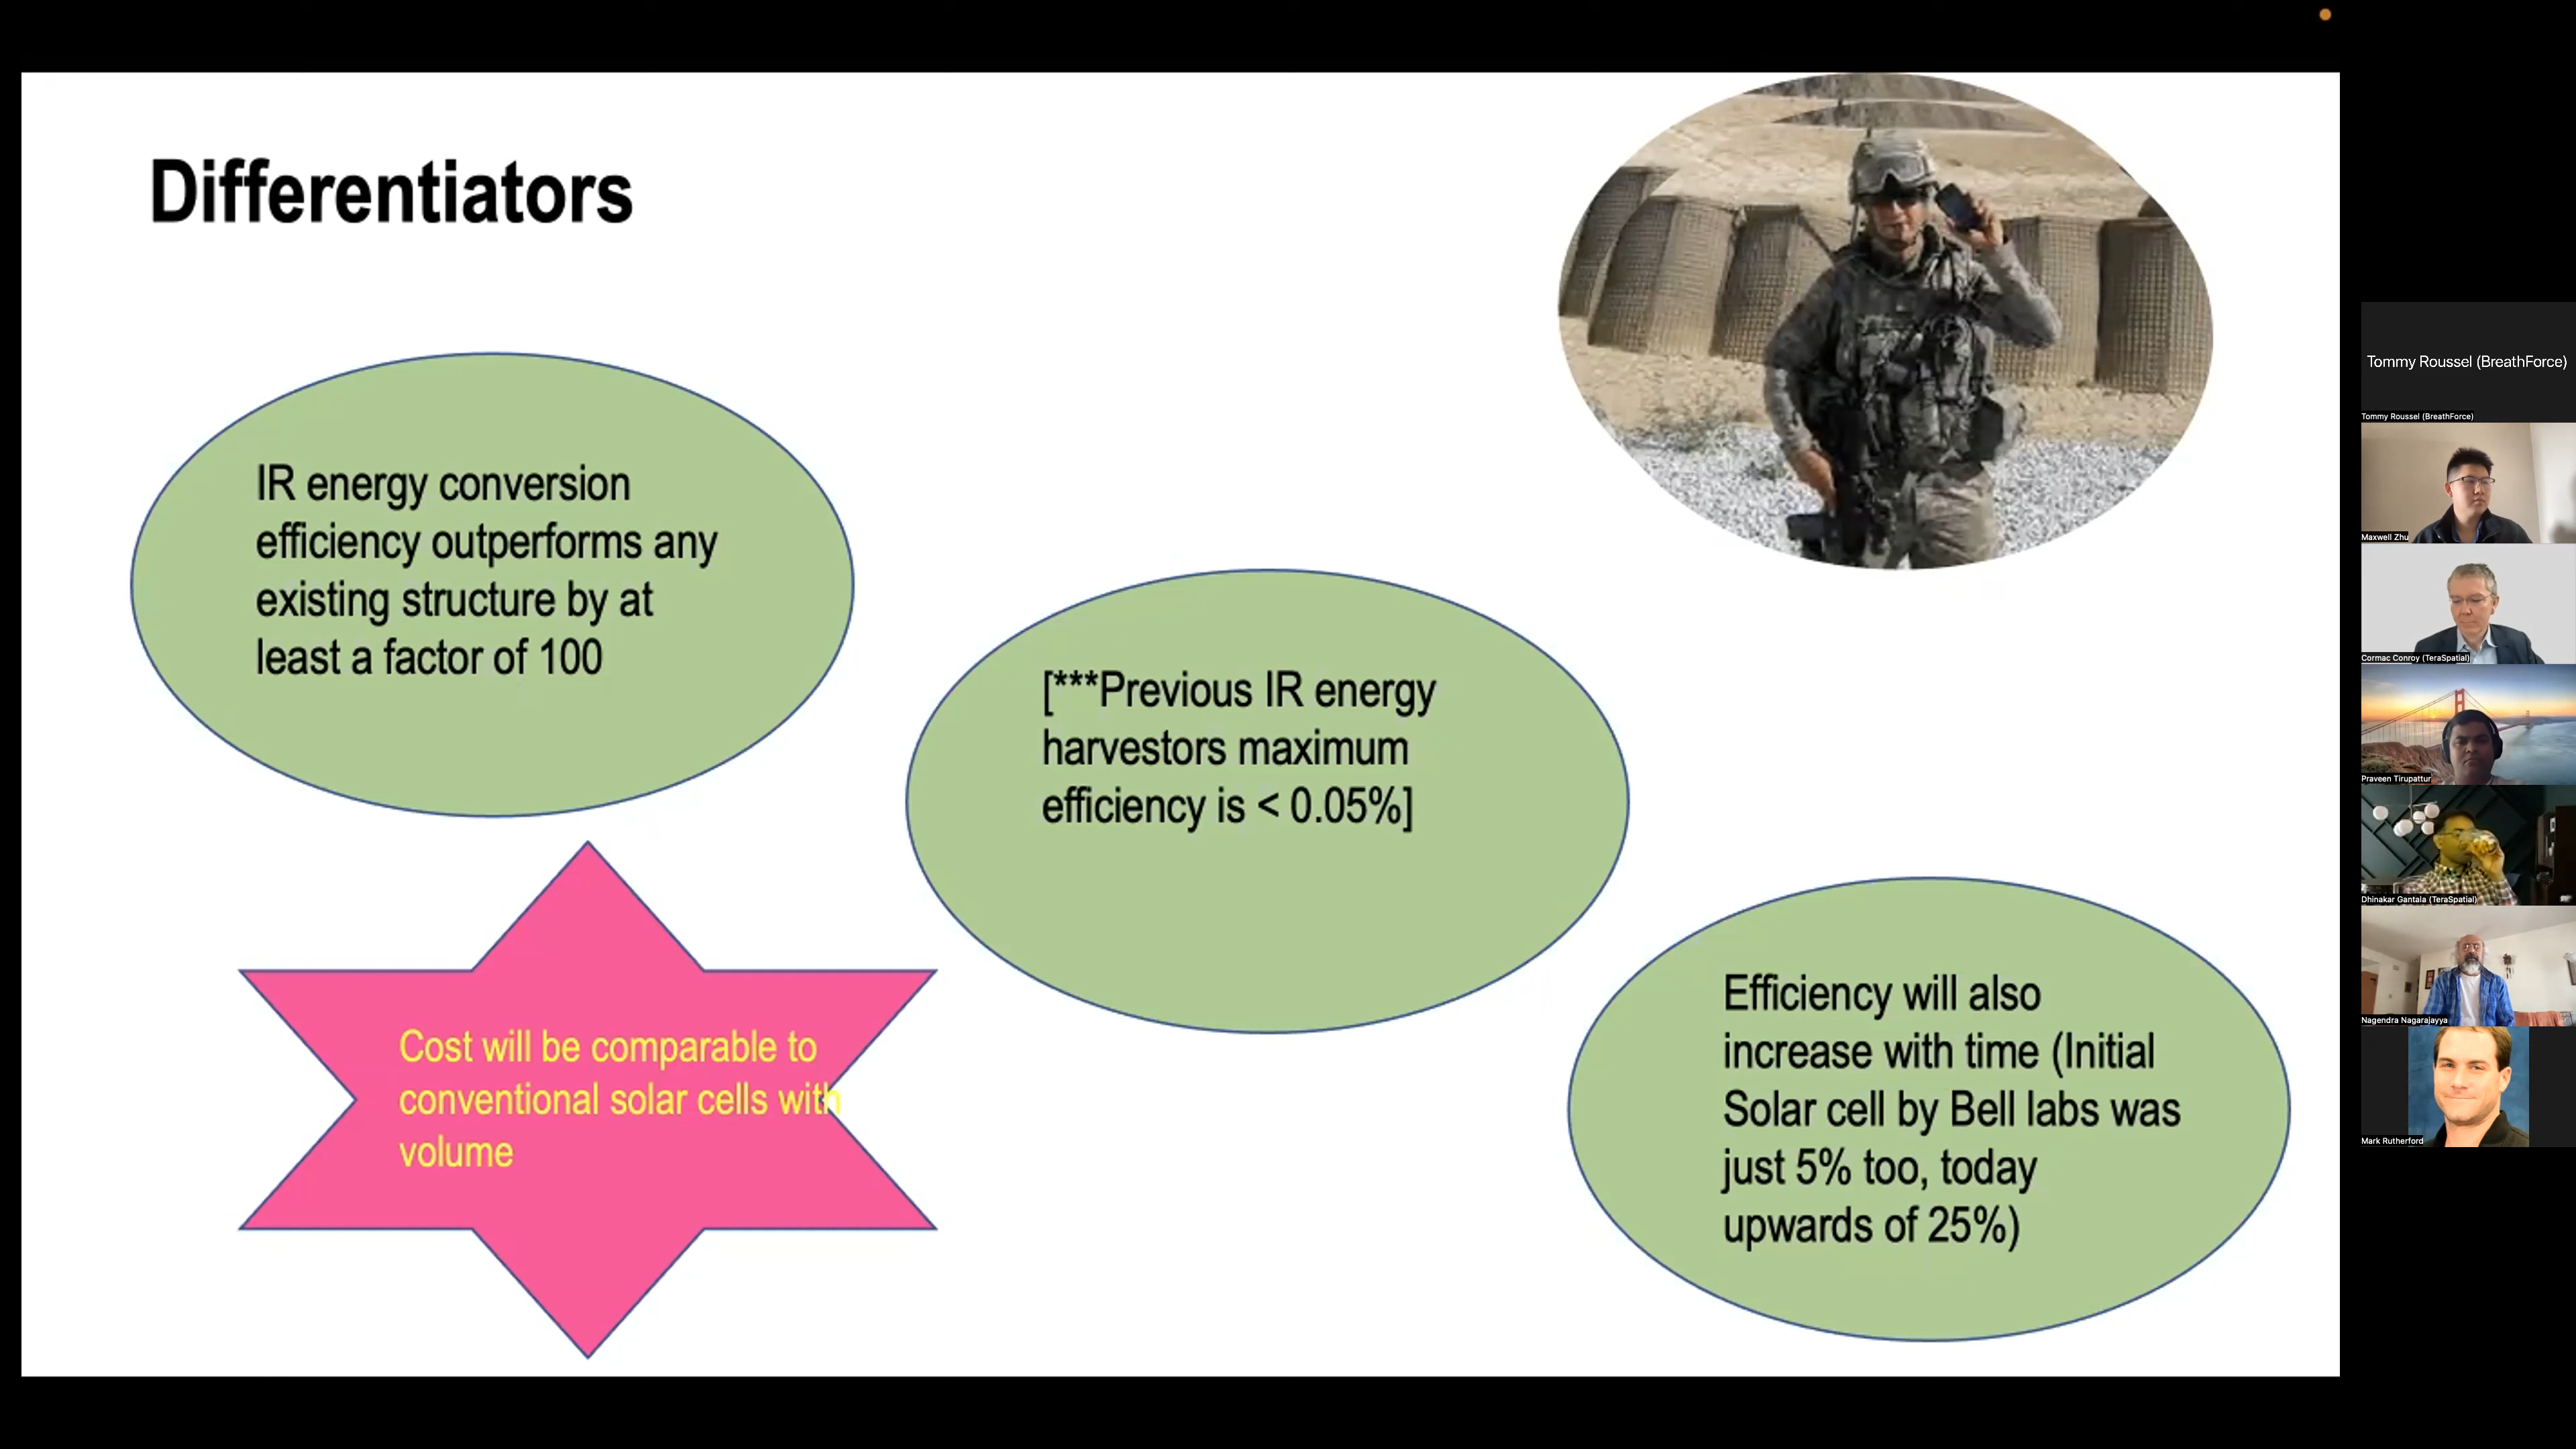 Differentiators
IR energy conversion
efficiency outperforms any
existing structure by at
least a factor of 100
[***Previous IR energy
harvestors maximum
efficiency is < 0.05%]
Cost will be comparable to
conventional solar cells with
volume
Efficiency will also
increase with time (Initial
Solar cell by Bell labs was
just 5% too, today
upwards of 25%)
Tommy Roussel (BreathForce)
Tommy Roussel (BreathForce)
Maxwell Zhu
Cormac Conroy (TeraSpatial)
Praveen Tirupattur
Dhinakar Gantala (TeraSpatial)
Nagendra Nagarajayya
Mark Rutherford